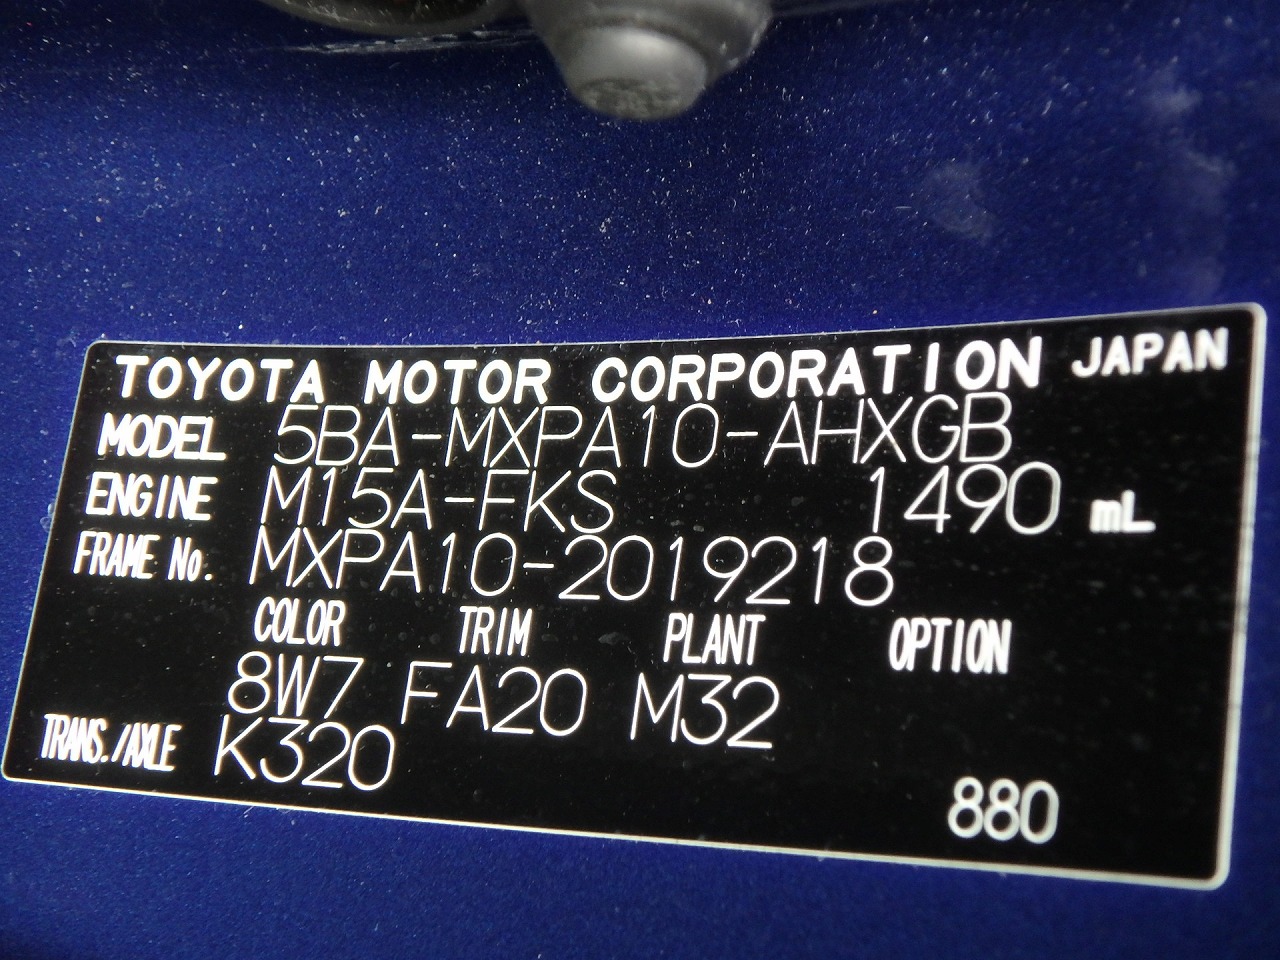 TOYOTA MOTOR CORPORATION JAPAN
MODEL 5BA-MXPA10-AHXGB
ENGINE M15A-FKS 1490 mL
FRAME No. MXPA10-2019218
COLOR TRIM PLANT OPTION
8W7 FA20 M32
TRANS./AXLE K320
880